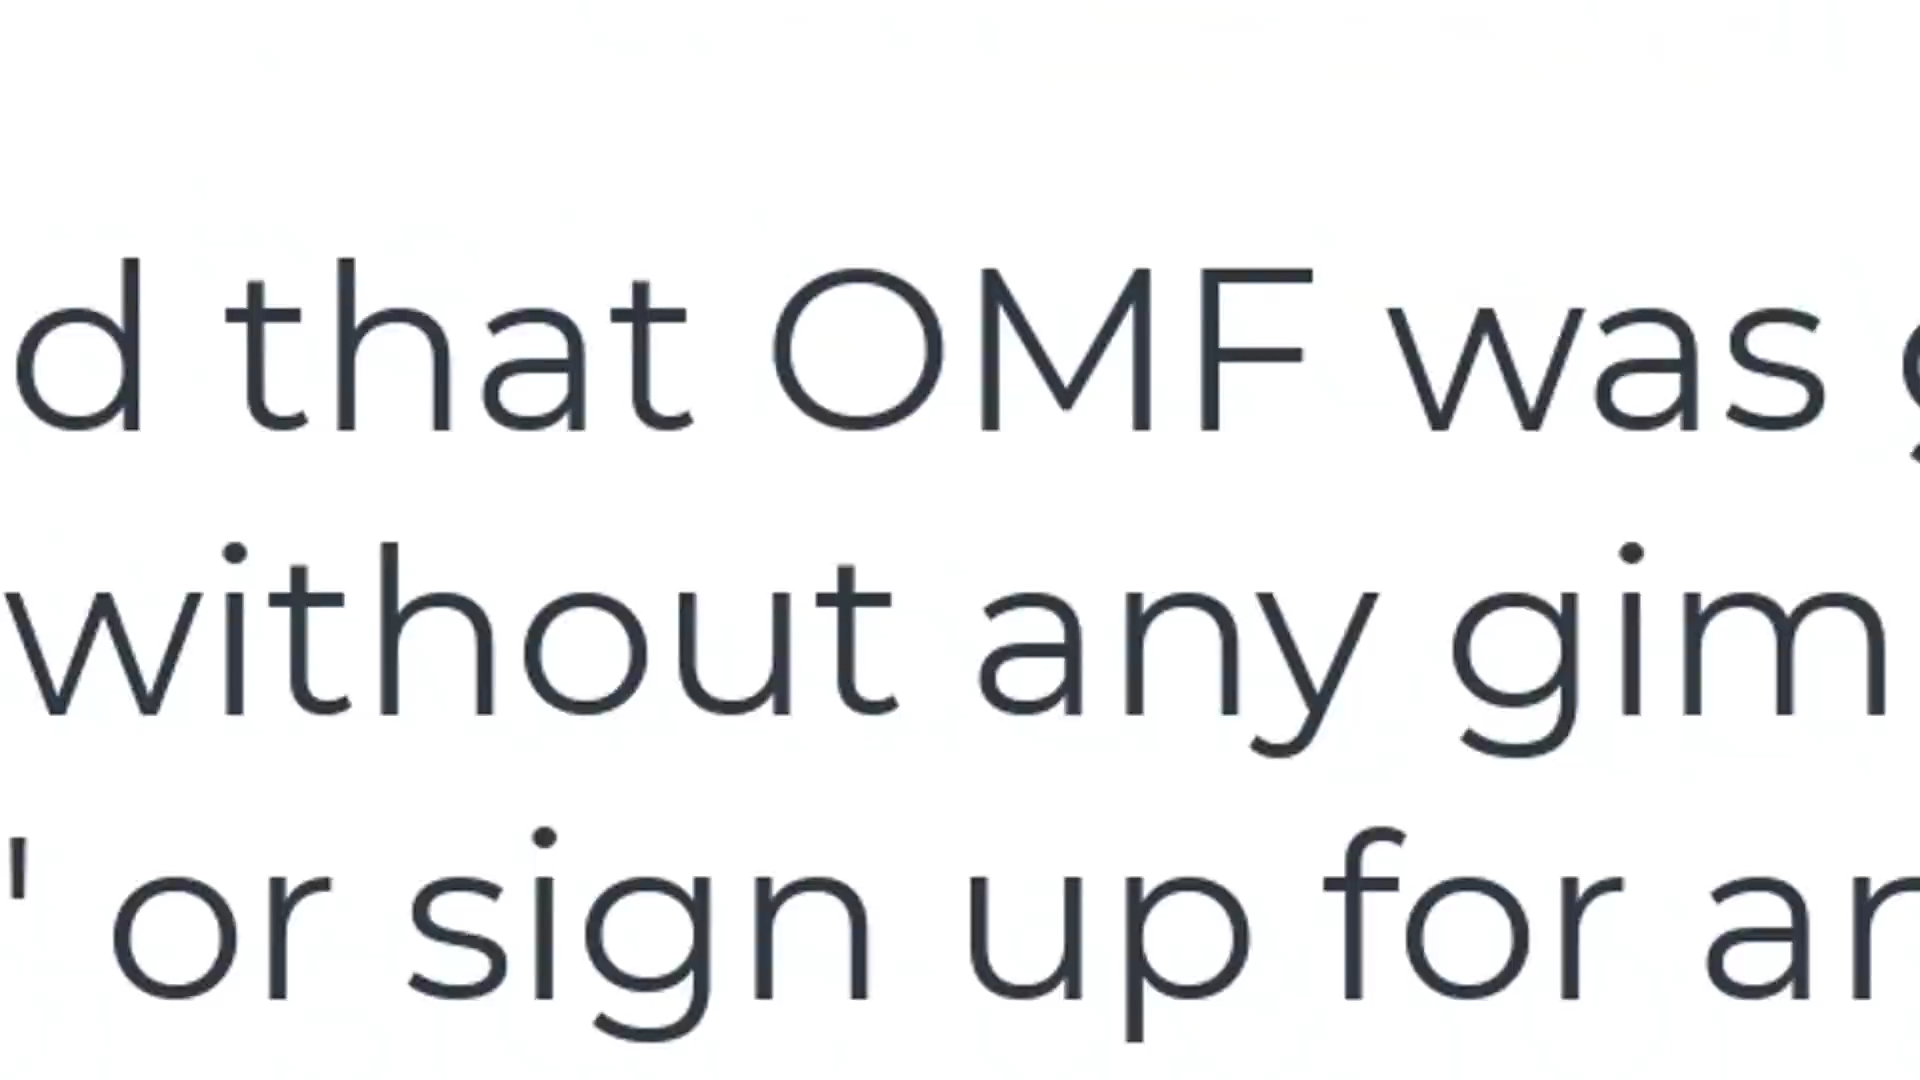 d that OMF was
without any gim
' or sign up for